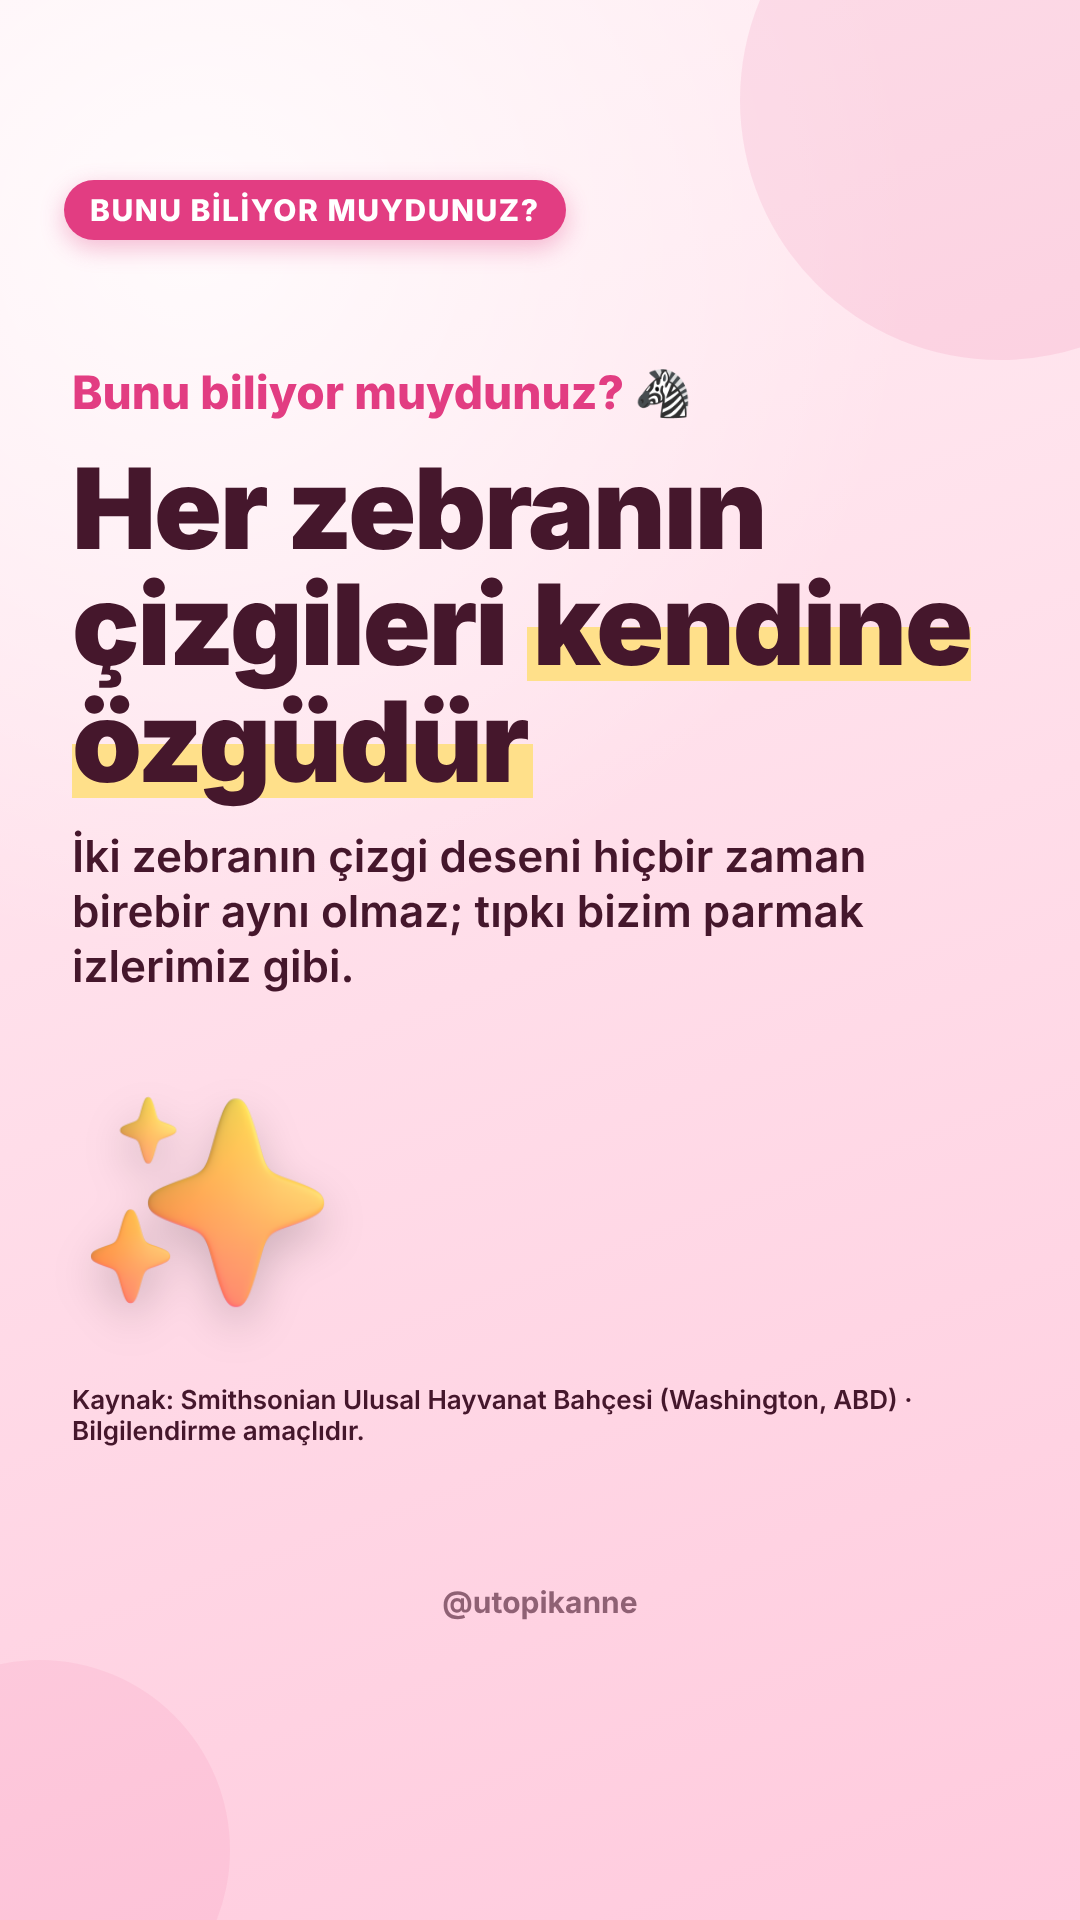 BUNU BİLİYOR MUYDUNUZ?
Bunu biliyor muydunuz? 🦓
Her zebranın
çizgileri kendine
özgüdür
İki zebranın çizgi deseni hiçbir zaman
birebir aynı olmaz; tıpkı bizim parmak
izlerimiz gibi.
Kaynak: Smithsonian Ulusal Hayvanat Bahçesi (Washington, ABD) ·
Bilgilendirme amaçlıdır.
@utopikanne